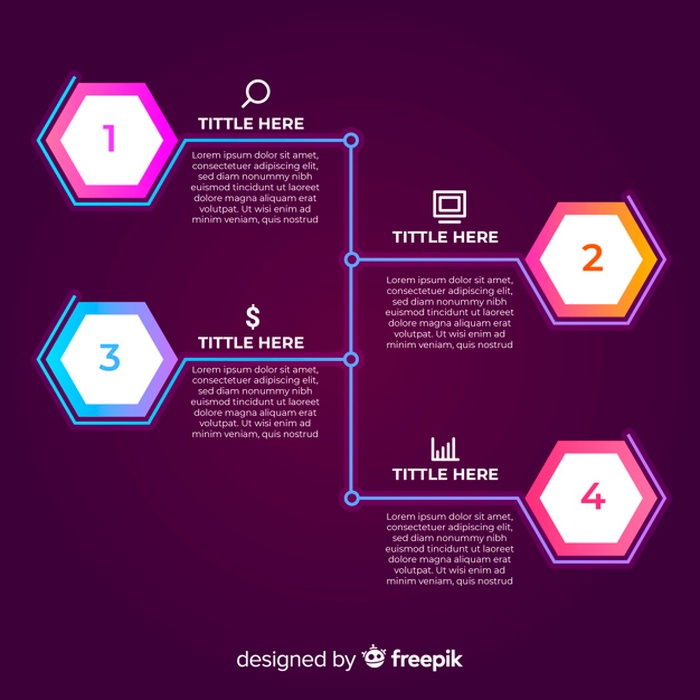 1
TITTLE HERE
Lorem ipsum dolor sit amet,
consectetuer adipiscing elit,
sed diam nonummy nibh
euismod tincidunt ut laoreet
dolore magna aliquam erat
volutpat. Ut wisi enim ad
minim veniam, quis nostrud
2
TITTLE HERE
Lorem ipsum dolor sit amet,
consectetuer adipiscing elit,
sed diam nonummy nibh
euismod tincidunt ut laoreet
dolore magna aliquam erat
volutpat. Ut wisi enim ad
minim veniam, quis nostrud
3
$
TITTLE HERE
Lorem ipsum dolor sit amet,
consectetuer adipiscing elit,
sed diam nonummy nibh
euismod tincidunt ut laoreet
dolore magna aliquam erat
volutpat. Ut wisi enim ad
minim veniam, quis nostrud
4
TITTLE HERE
Lorem ipsum dolor sit amet,
consectetuer adipiscing elit,
sed diam nonummy nibh
euismod tincidunt ut laoreet
dolore magna aliquam erat
volutpat. Ut wisi enim ad
minim veniam, quis nostrud
designed by freepik